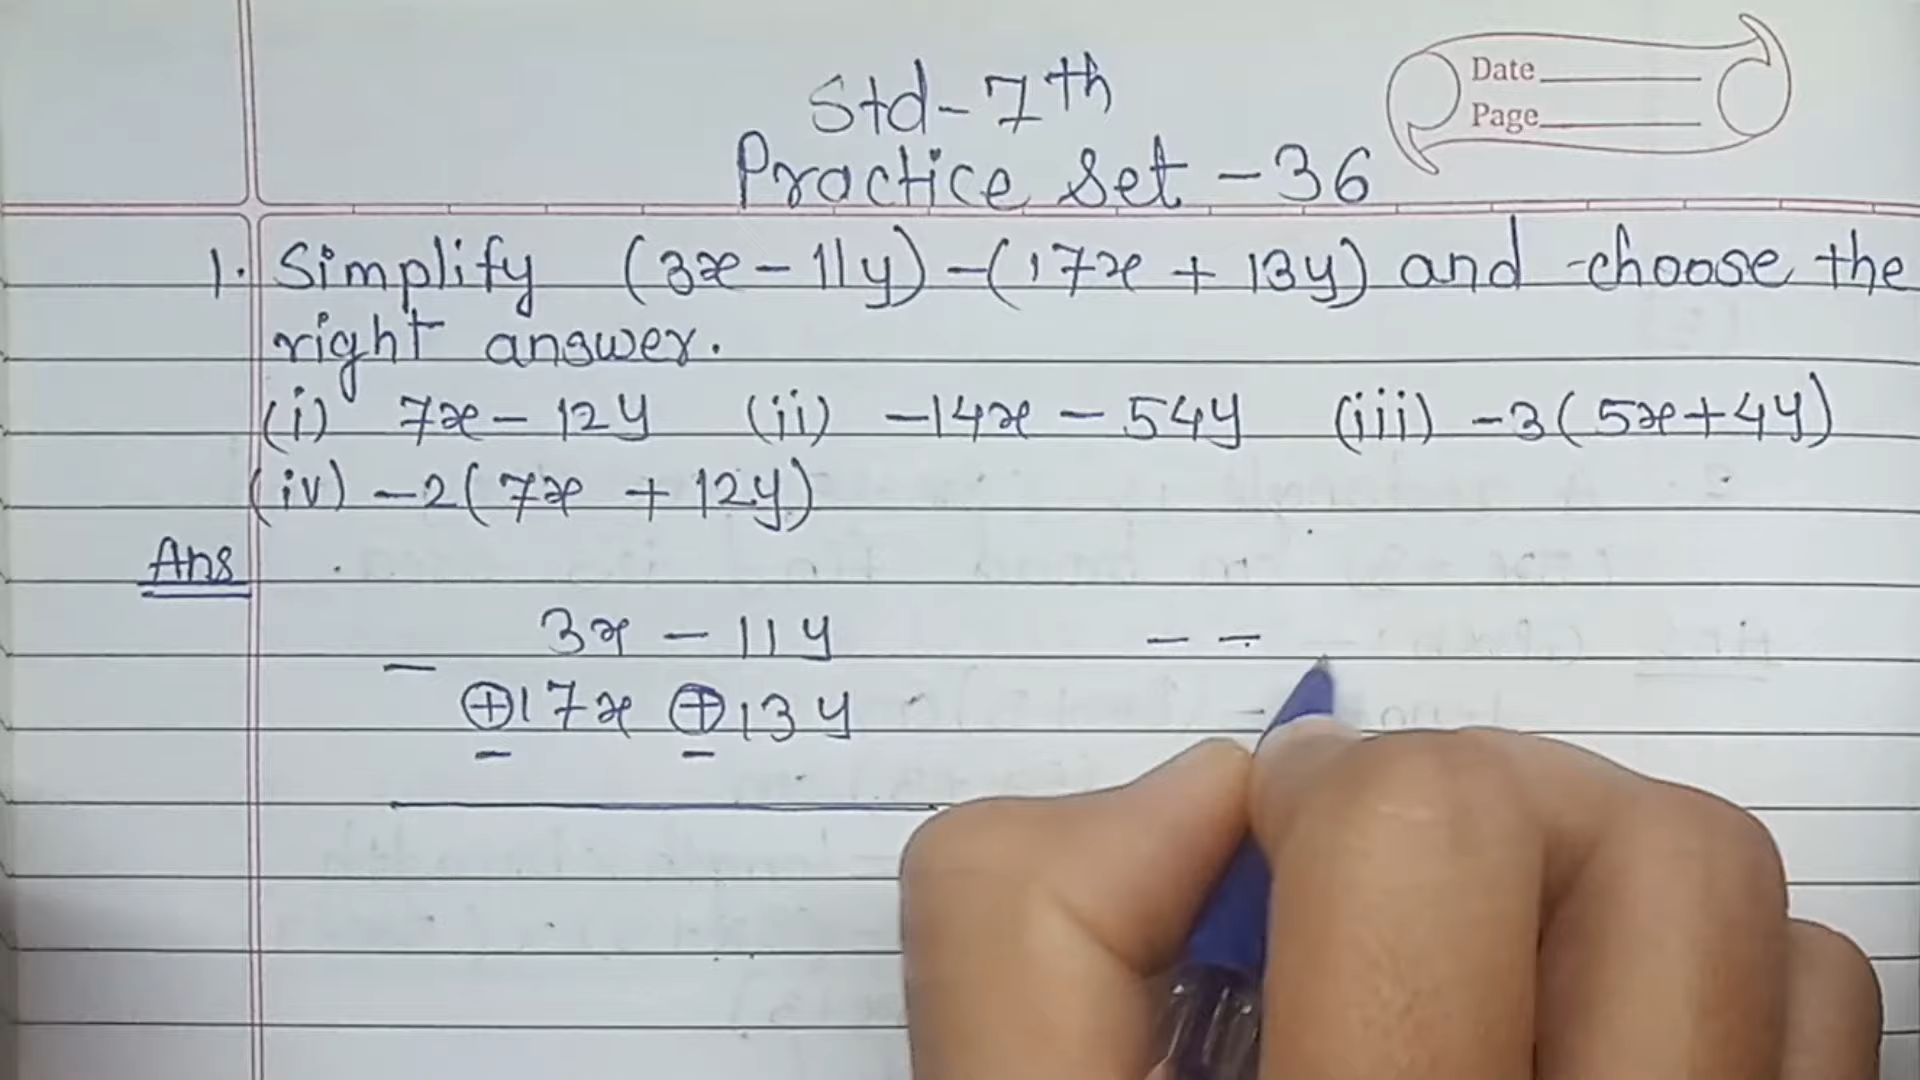 Date
Page
Std-7th
Practice Set-36
1. Simplify (3x-11y)-(17x+13y) and choose the
right answer.
(i) 7x-12y (ii) -14x-54y (iii) -3(5x+4y)
(iv) -2(7x+12y)
Ans
3x-11y - -
-
⊕17x ⊕13y -
- -